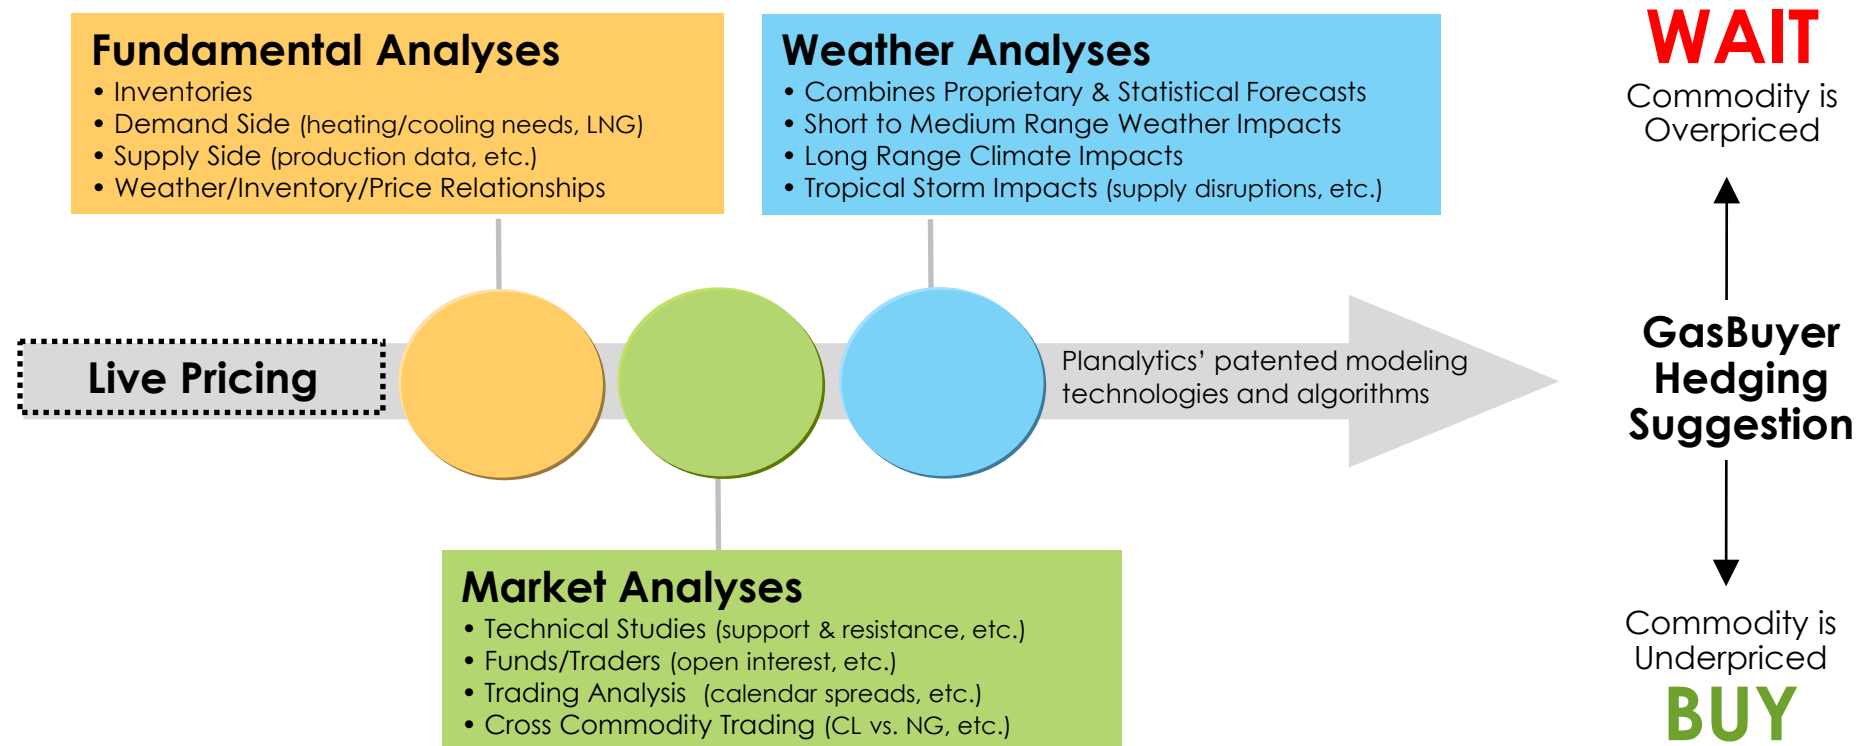 Fundamental Analyses
• Inventories
• Demand Side (heating/cooling needs, LNG)
• Supply Side (production data, etc.)
• Weather/Inventory/Price Relationships
Weather Analyses
• Combines Proprietary & Statistical Forecasts
• Short to Medium Range Weather Impacts
• Long Range Climate Impacts
• Tropical Storm Impacts (supply disruptions, etc.)
WAIT
Commodity is
Overpriced
Live Pricing
Planalytics’ patented modeling
technologies and algorithms
GasBuyer
Hedging
Suggestion
Market Analyses
• Technical Studies (support & resistance, etc.)
• Funds/Traders (open interest, etc.)
• Trading Analysis (calendar spreads, etc.)
• Cross Commodity Trading (CL vs. NG, etc.)
Commodity is
Underpriced
BUY